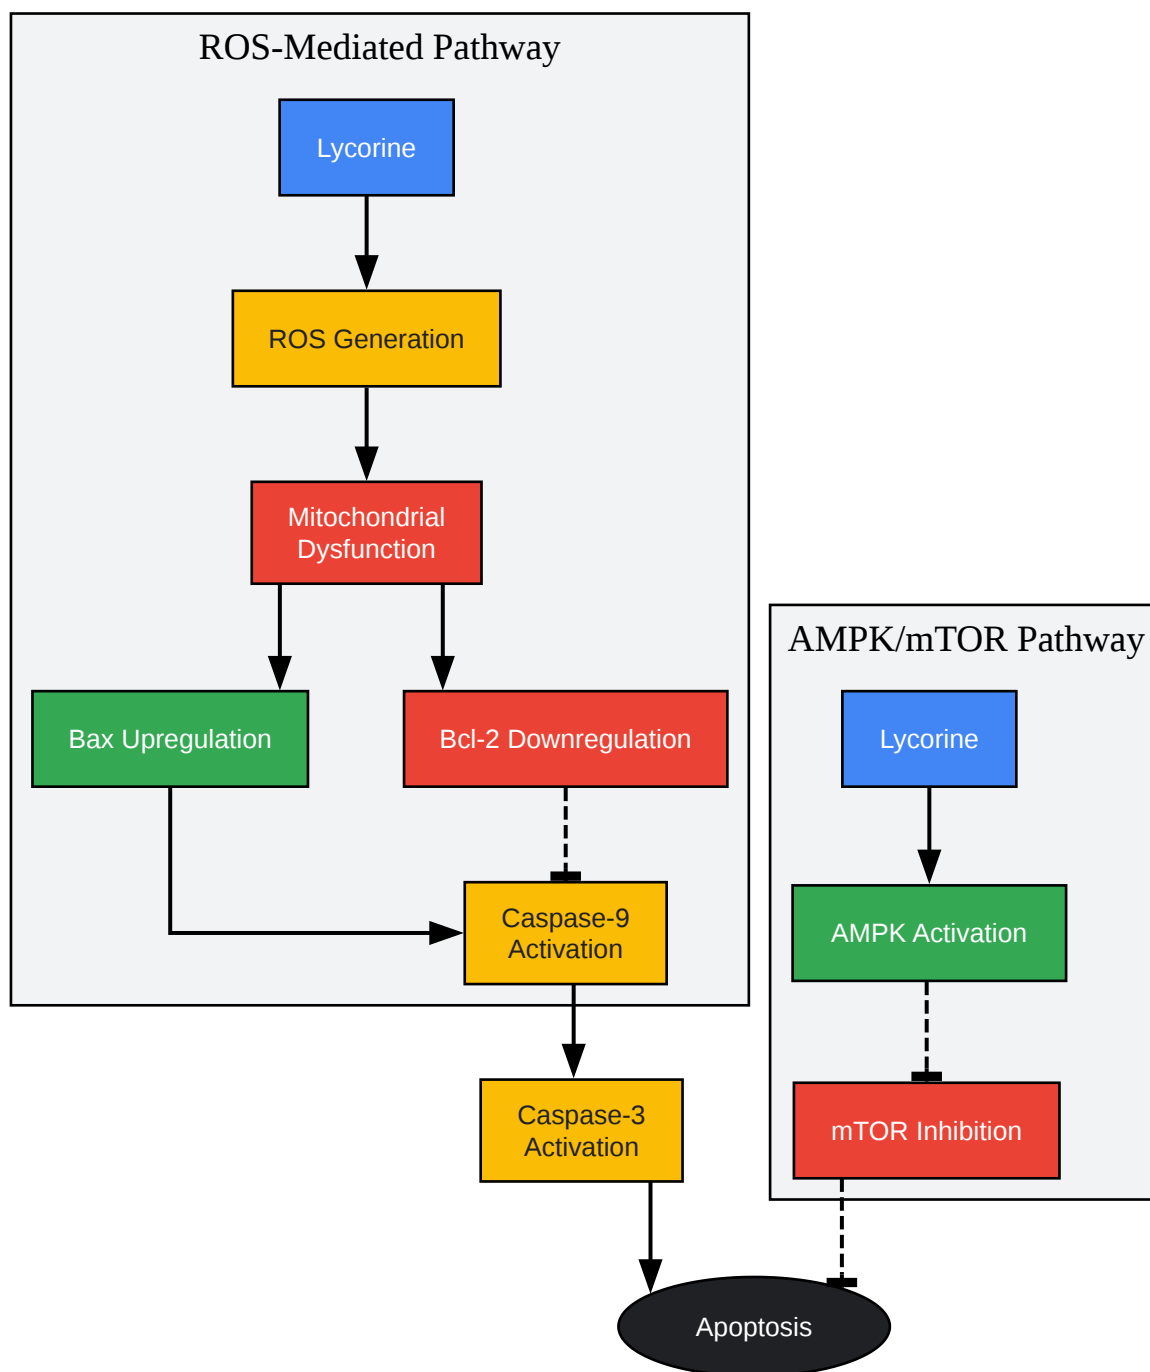 ROS-Mediated Pathway
Lycorine
ROS Generation
Mitochondrial
Dysfunction
Bax Upregulation
Bcl-2 Downregulation
Caspase-9
Activation
Caspase-3
Activation
AMPK/mTOR Pathway
Lycorine
AMPK Activation
mTOR Inhibition
Apoptosis